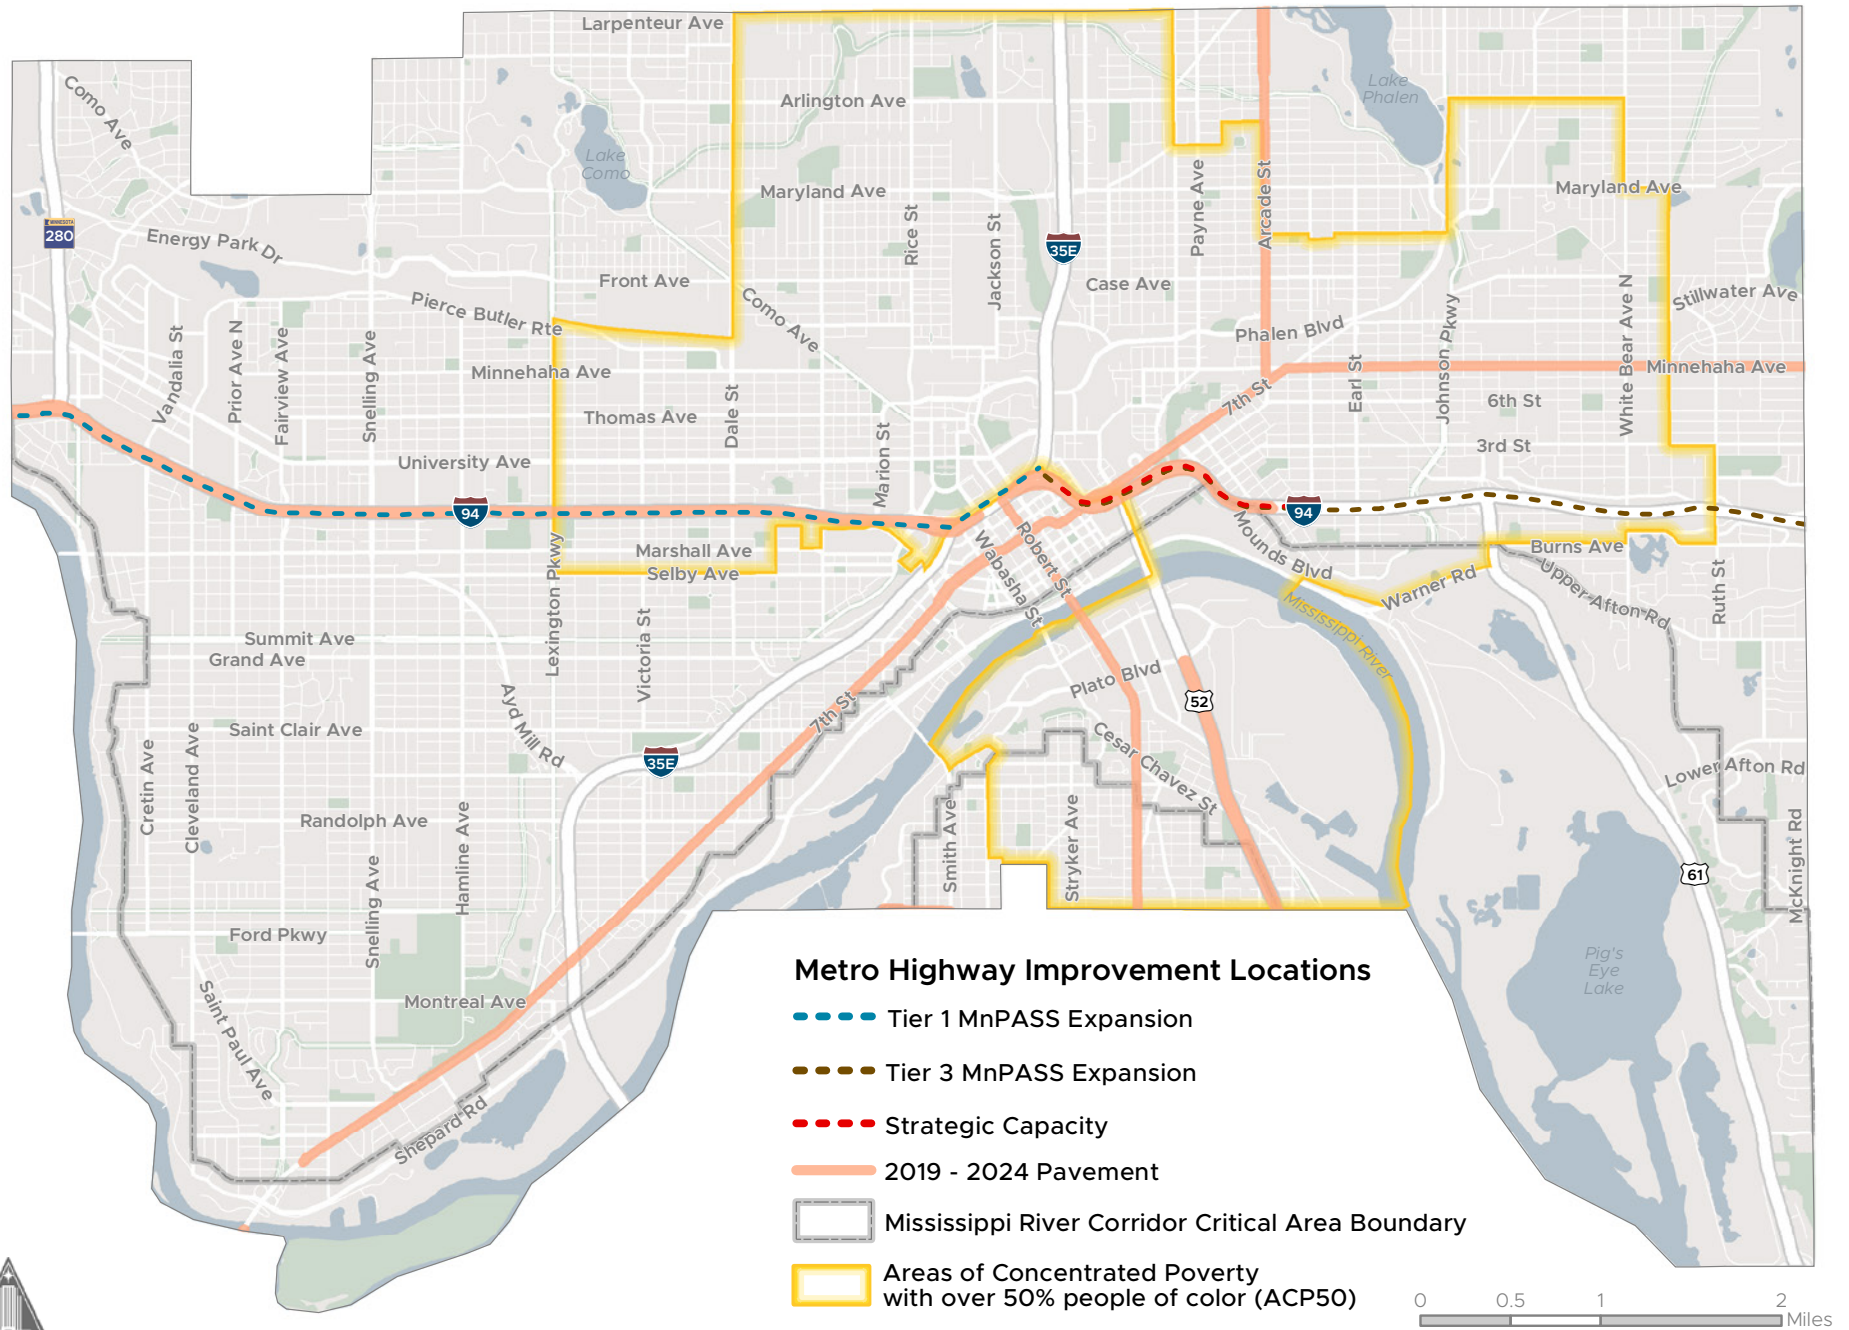 Larpenteur Ave
Como Ave
Arlington Ave
Lake
Phalen
Lake
Como
Maryland Ave
Maryland Ave
Payne Ave
Arcade St
Rice St
Jackson St
MINNESOTA
280
Energy Park Dr
35E
Front Ave
Case Ave
Como Ave
Stillwater Ave
Pierce Butler Rte
Phalen Blvd
Vandalia St
Prior Ave N
Fairview Ave
Snelling Ave
Johnson Pkwy
White Bear Ave N
Minnehaha Ave
Minnehaha Ave
Earl St
7th St
6th St
Dale St
Thomas Ave
Marion St
3rd St
University Ave
94
94
Marshall Ave
Selby Ave
Lexington Pkwy
Wabasha St
Robert St
Mounds Blvd
Burns Ave
Warner Rd
Upper Afton Rd
Ruth St
Mississippi River
Summit Ave
Grand Ave
Victoria St
Plato Blvd
52
Ayd Mill Rd
7th St
Saint Clair Ave
Cesar Chavez St
35E
Lower Afton Rd
Cretin Ave
Cleveland Ave
Randolph Ave
Hamline Ave
Smith Ave
Stryker Ave
McKnight Rd
61
Snelling Ave
Ford Pkwy
Pig's
Eye
Lake
Montreal Ave
Saint Paul Ave
Shepard Rd
Metro Highway Improvement Locations
Tier 1 MnPASS Expansion
Tier 3 MnPASS Expansion
Strategic Capacity
2019 - 2024 Pavement
Mississippi River Corridor Critical Area Boundary
Areas of Concentrated Poverty
with over 50% people of color (ACP50)
0 0.5 1 2
Miles